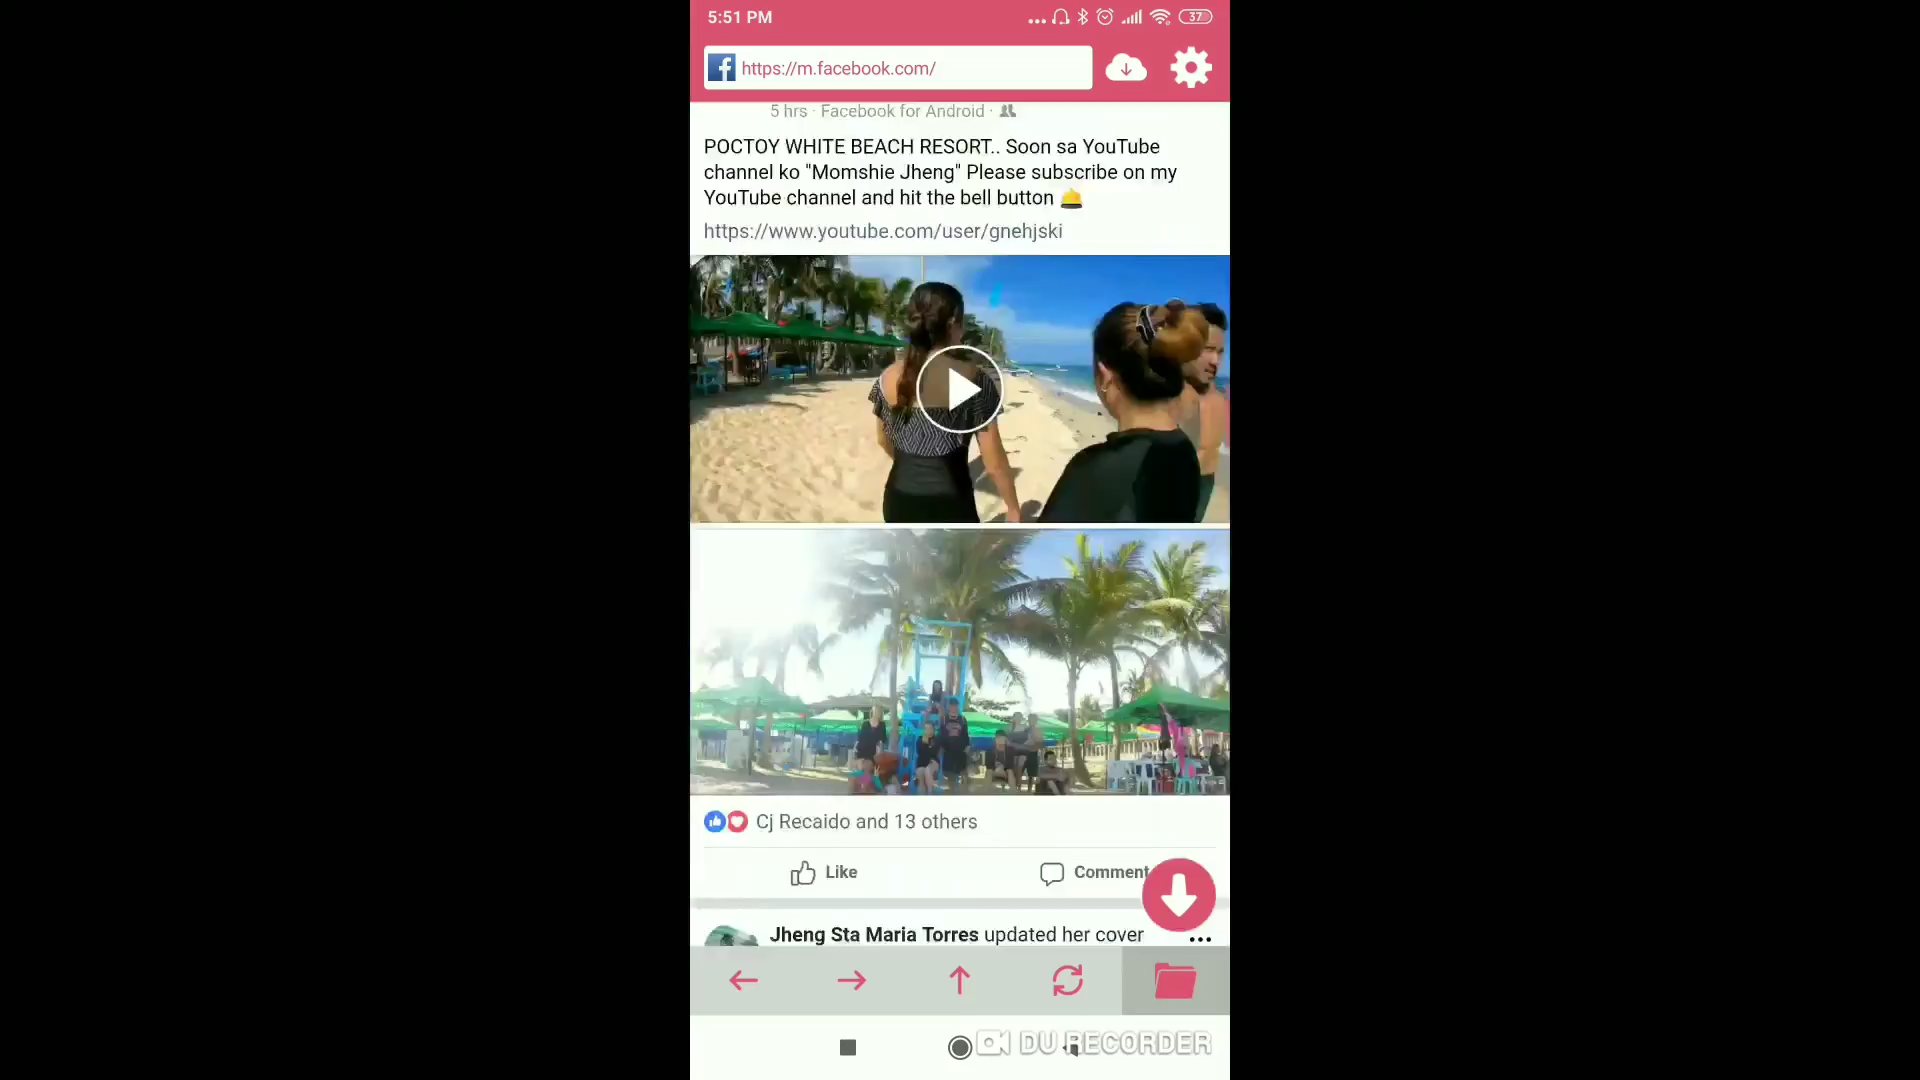 5:51 PM
37
https://m.facebook.com/
5 hrs · Facebook for Android ·
POCTOY WHITE BEACH RESORT.. Soon sa YouTube
channel ko "Momshie Jheng" Please subscribe on my
YouTube channel and hit the bell button
https://www.youtube.com/user/gnehjski
Cj Recaido and 13 others
Like
Comment
Jheng Sta Maria Torres updated her cover
DU RECORDER